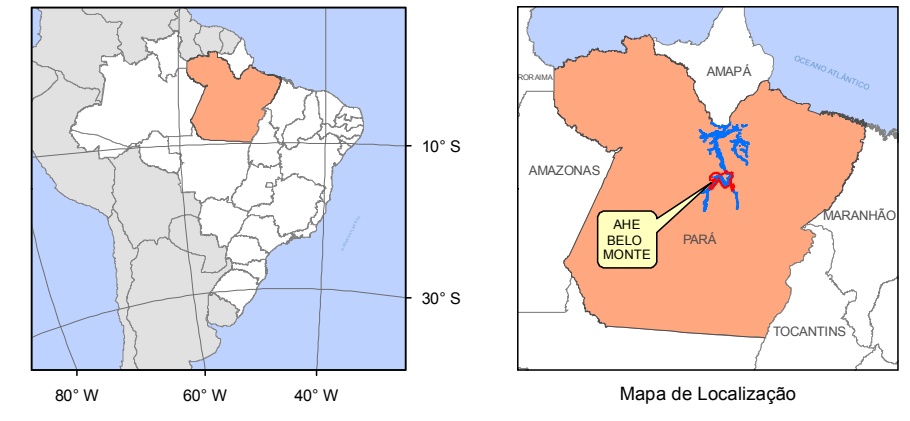 10° S
30° S
80° W
60° W
40° W
RORAIMA
AMAPÁ
OCEANO ATLÂNTICO
AMAZONAS
MARANHÃO
AHE
BELO
MONTE
PARÁ
TOCANTINS
Mapa de Localização